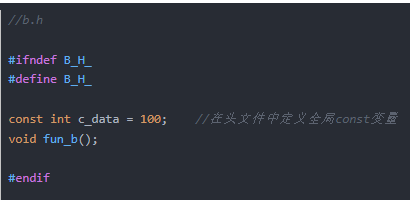 //b.h
#ifndef B_H_
#define B_H_
const int c_data = 100;    //在头文件中定义全局const变量
void fun_b();
#endif